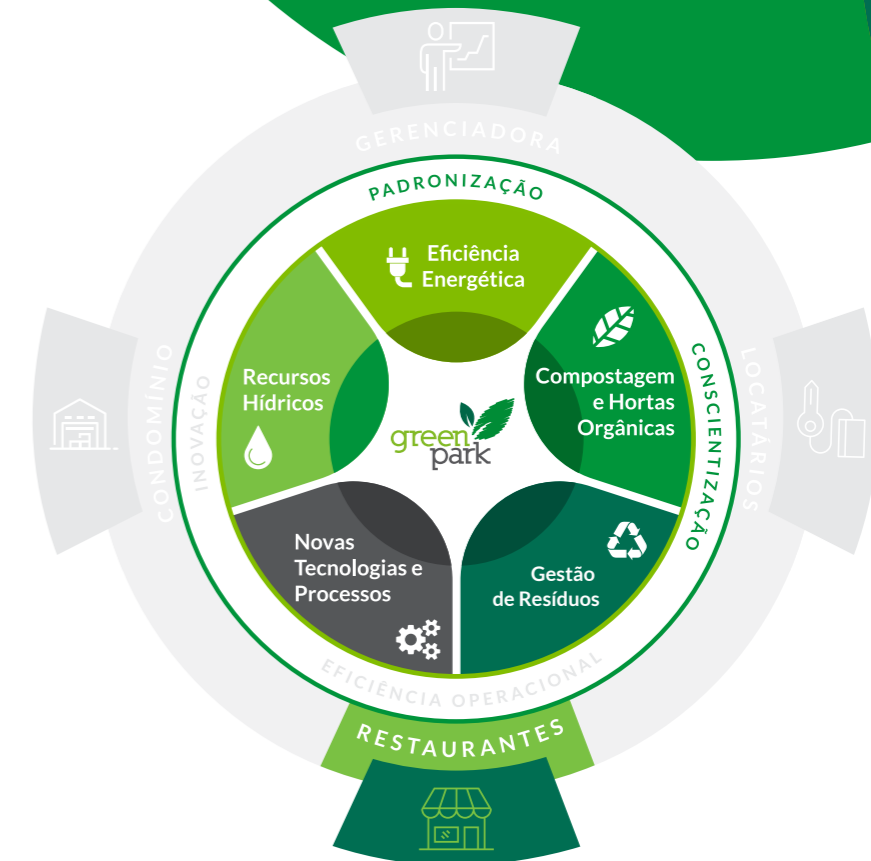 GERENCIADORA
PADRONIZAÇÃO
Eficiência
Energética
Recursos
Hídricos
Compostagem
e Hortas
Orgânicas
CONDOMÍNIO
INOVAÇÃO
green
park
CONSCIENTIZAÇÃO
LOCATÁRIOS
Novas
Tecnologias e
Processos
Gestão
de Resíduos
EFICIÊNCIA OPERACIONAL
RESTAURANTES